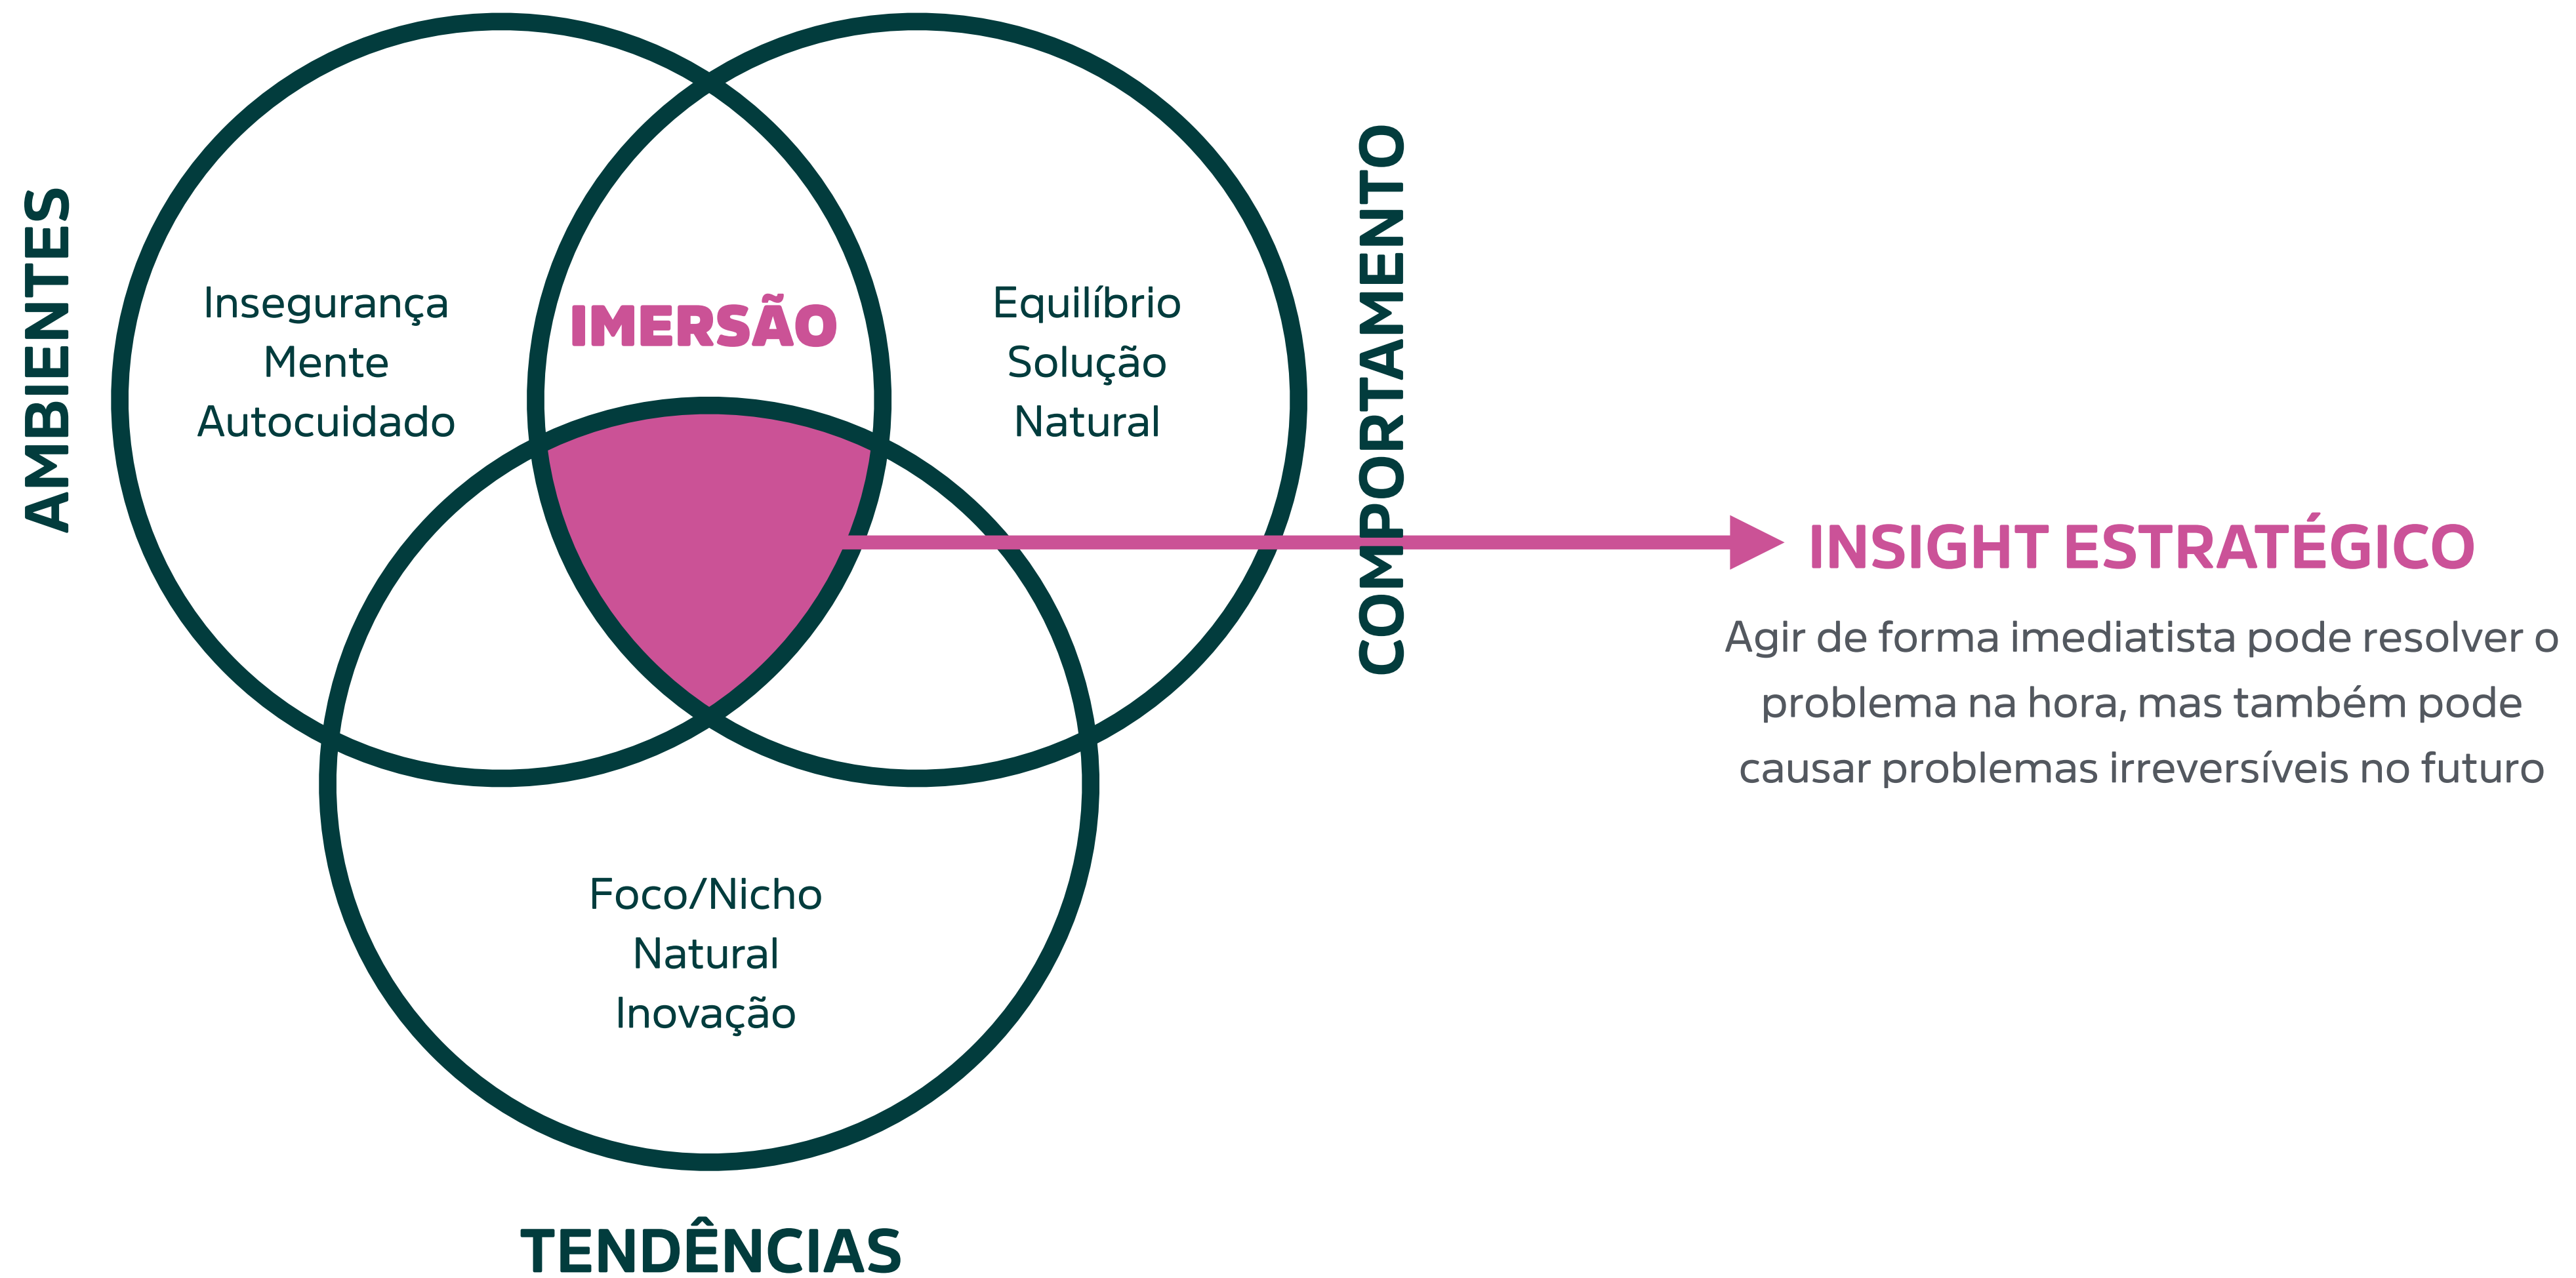 AMBIENTES
Insegurança
Mente
Autocuidado
IMERSÃO
Equilíbrio
Solução
Natural
COMPORTAMENTO
Foco/Nicho
Natural
Inovação
TENDÊNCIAS
INSIGHT ESTRATÉGICO
Agir de forma imediatista pode resolver o
problema na hora, mas também pode
causar problemas irreversíveis no futuro